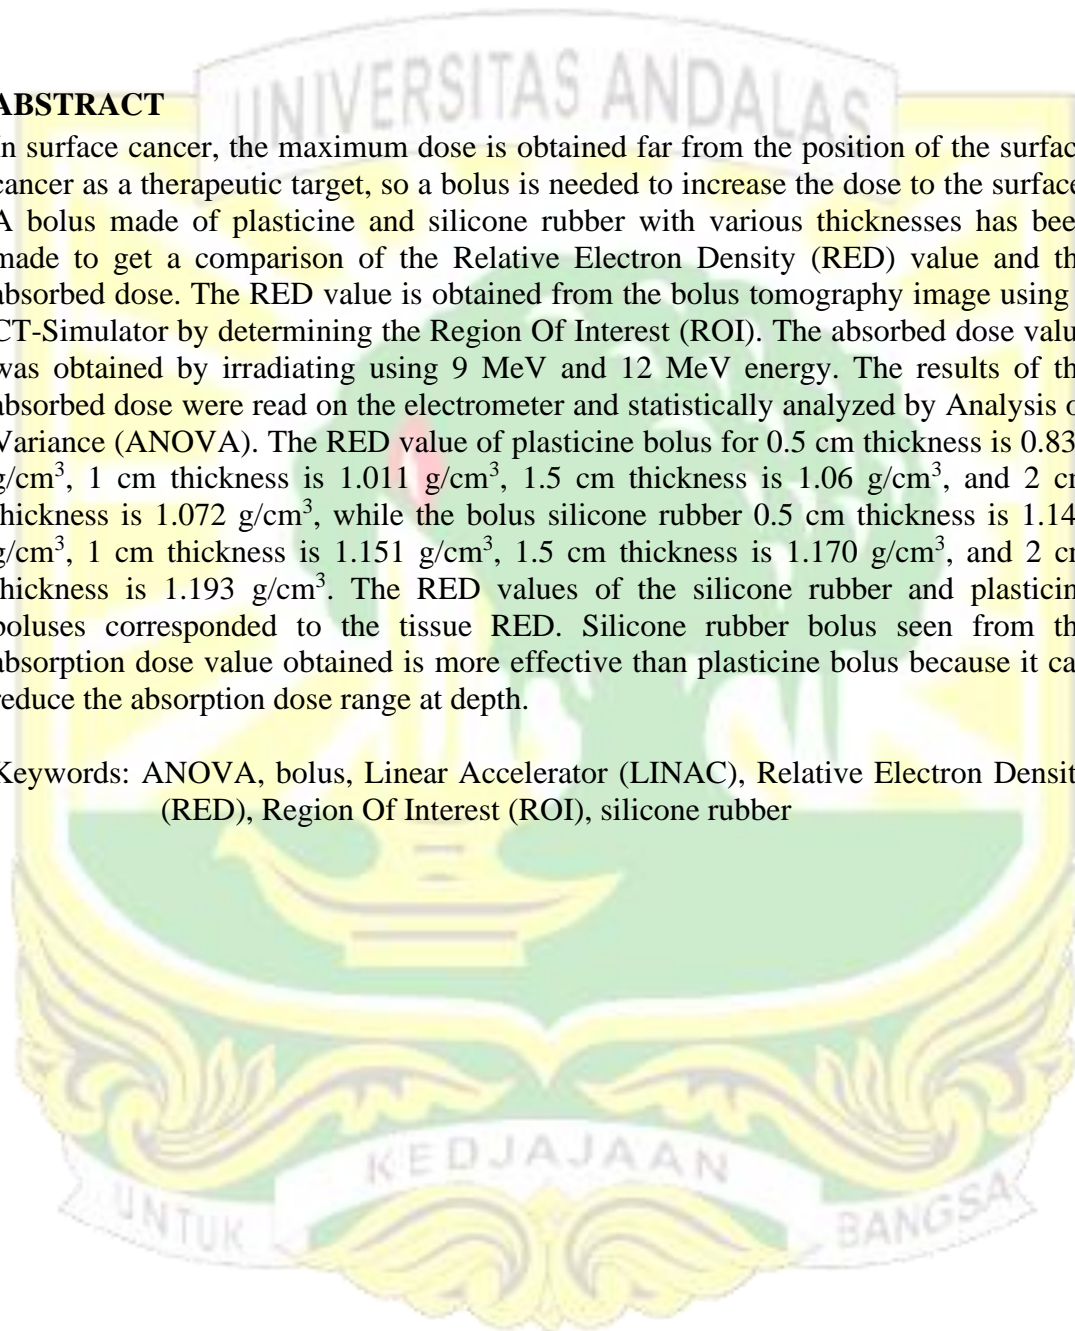 UNIVERSITAS ANDALAS
ABSTRACT
In surface cancer, the maximum dose is obtained far from the position of the surfac
cancer as a therapeutic target, so a bolus is needed to increase the dose to the surface
A bolus made of plasticine and silicone rubber with various thicknesses has bee
made to get a comparison of the Relative Electron Density (RED) value and th
absorbed dose. The RED value is obtained from the bolus tomography image using
CT-Simulator by determining the Region Of Interest (ROI). The absorbed dose valu
was obtained by irradiating using 9 MeV and 12 MeV energy. The results of th
absorbed dose were read on the electrometer and statistically analyzed by Analysis o
Variance (ANOVA). The RED value of plasticine bolus for 0.5 cm thickness is 0.83
g/cm³, 1 cm thickness is 1.011 g/cm³, 1.5 cm thickness is 1.06 g/cm³, and 2 cm
thickness is 1.072 g/cm³, while the bolus silicone rubber 0.5 cm thickness is 1.14
g/cm³, 1 cm thickness is 1.151 g/cm³, 1.5 cm thickness is 1.170 g/cm³, and 2 cm
thickness is 1.193 g/cm³. The RED values of the silicone rubber and plasticin
boluses corresponded to the tissue RED. Silicone rubber bolus seen from th
absorption dose value obtained is more effective than plasticine bolus because it ca
reduce the absorption dose range at depth.
Keywords: ANOVA, bolus, Linear Accelerator (LINAC), Relative Electron Densit
(RED), Region Of Interest (ROI), silicone rubber
UNTUK KEDJAJAAN BANGSA